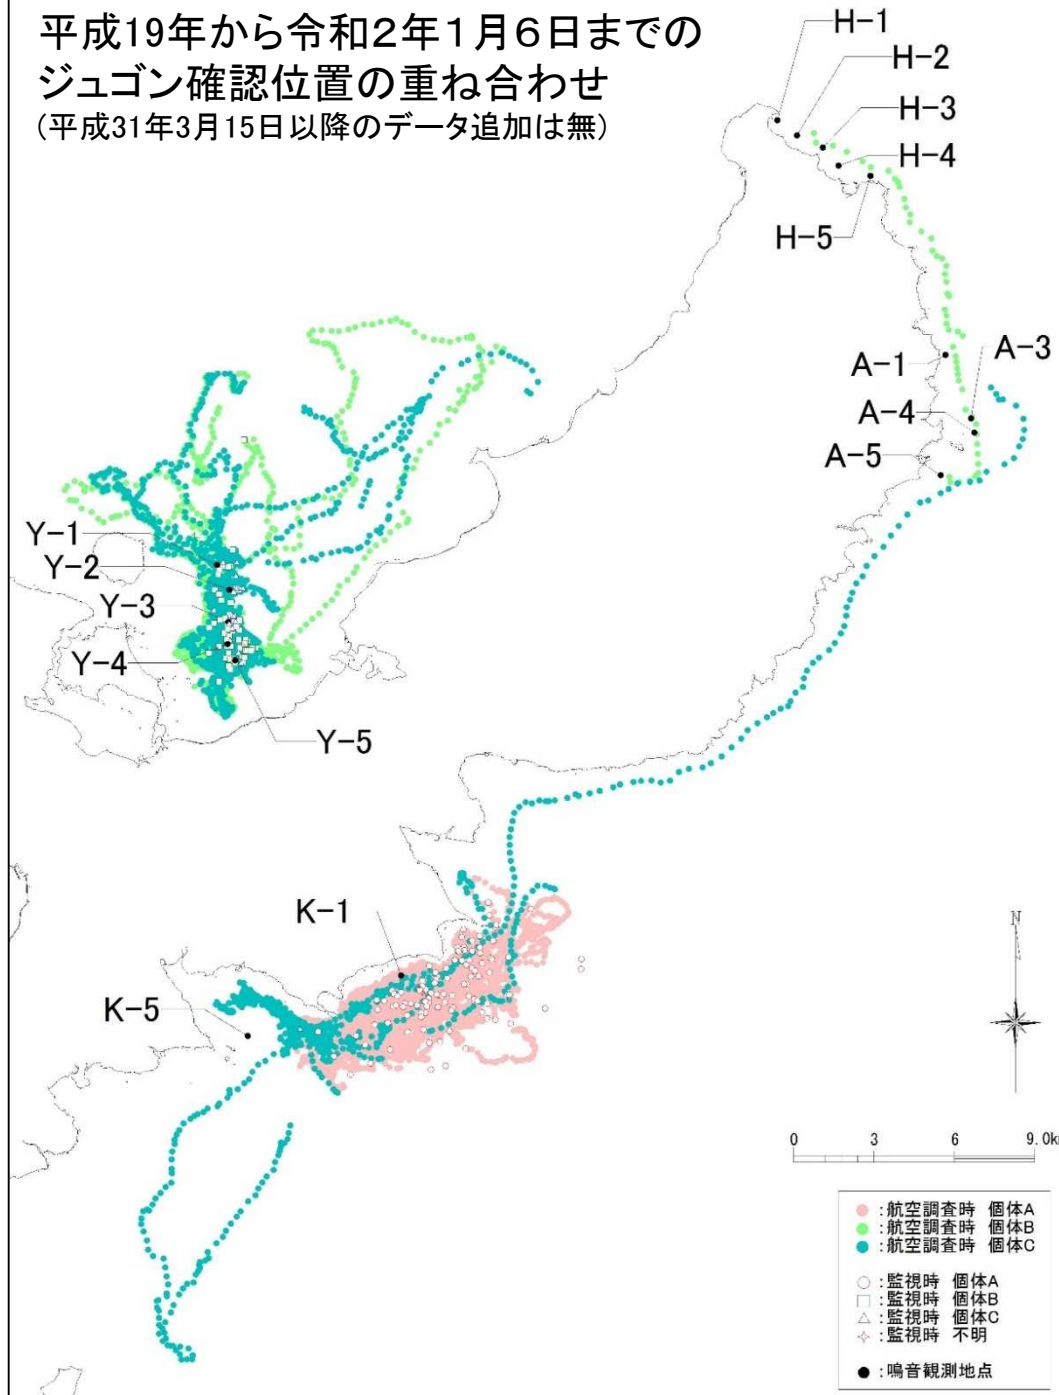 平成19年から令和2年1月6日までの
ジュゴン確認位置の重ね合わせ
(平成31年3月15日以降のデータ追加は無)
H-1
H-2
H-3
H-4
H-5
A-1
A-3
A-4
A-5
Y-1
Y-2
Y-3
Y-4
Y-5
K-1
K-5
N
0 3 6 9.0k
:航空調査時 個体A
:航空調査時 個体B
:航空調査時 個体C
:監視時 個体A
:監視時 個体B
:監視時 個体C
:監視時 不明
:鳴音観測地点